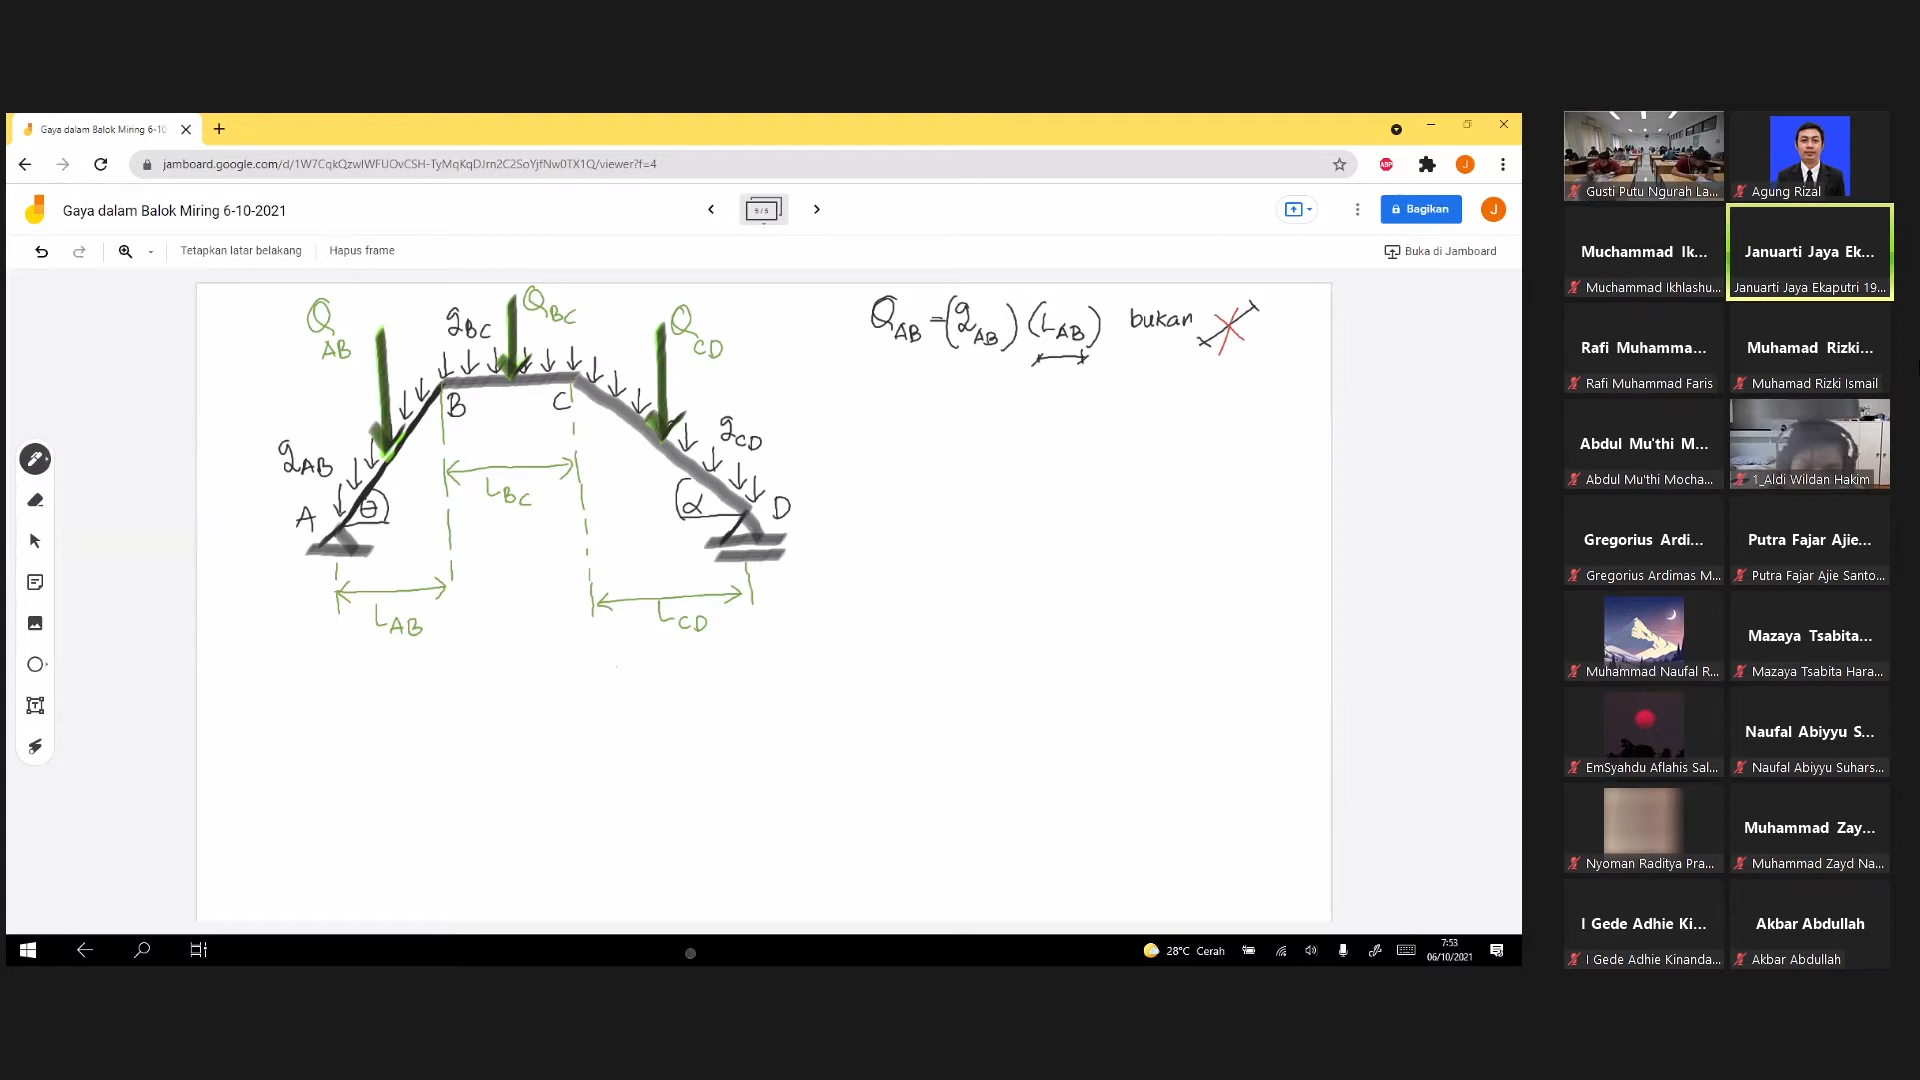 Gaya dalam Balok Miring 6-10
jamboard.google.com/d/1W7CqkQzwIWFUOvCSH-TyMqKqDJrn2C2SoYjfNw0TX1Q/viewer?f=4
ABP
J
Gaya dalam Balok Miring 6-10-2021
5 / 5
Bagikan
J
Tetapkan latar belakang
Hapus frame
Buka di Jamboard
Q AB
q BC
Q BC
Q CD
Q AB = (q AB) (L AB) bukan
B
C
q AB
q CD
L BC
A
θ
α
D
L AB
L CD
28°C Cerah
7:53
06/10/2021
Gusti Putu Ngurah La...
Agung Rizal
Muchammad Ik...
Muchammad Ikhlashu...
Januarti Jaya Ek...
Januarti Jaya Ekaputri 19...
Rafi Muhamma...
Rafi Muhammad Faris
Muhamad Rizki...
Muhamad Rizki Ismail
Abdul Mu'thi M...
Abdul Mu'thi Mocha...
1_Aldi Wildan Hakim
Gregorius Ardi...
Gregorius Ardimas M...
Putra Fajar Ajie...
Putra Fajar Ajie Santo...
Muhammad Naufal R...
Mazaya Tsabita...
Mazaya Tsabita Hara...
EmSyahdu Aflahis Sal...
Naufal Abiyyu S...
Naufal Abiyyu Suhars...
Nyoman Raditya Pra...
Muhammad Zay...
Muhammad Zayd Na...
I Gede Adhie Ki...
I Gede Adhie Kinanda...
Akbar Abdullah
Akbar Abdullah